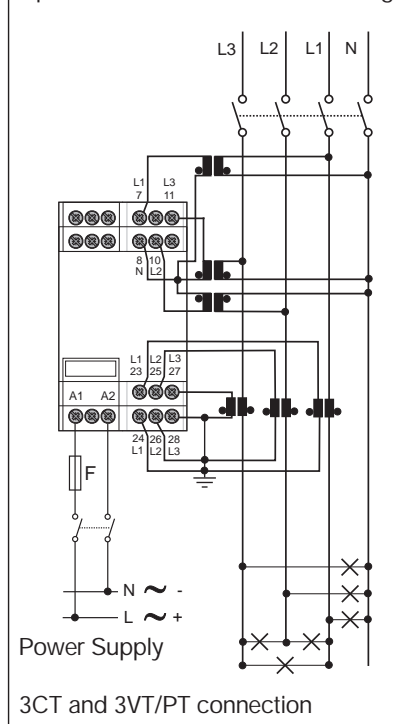 L3 L2 L1 N
L1 L3
7 11
8 10
N L2
L1 L2 L3
23 25 27
A1 A2
24 26 28
L1 L2 L3
F
N ~ -
L ~ +
Power Supply
3CT and 3VT/PT connection